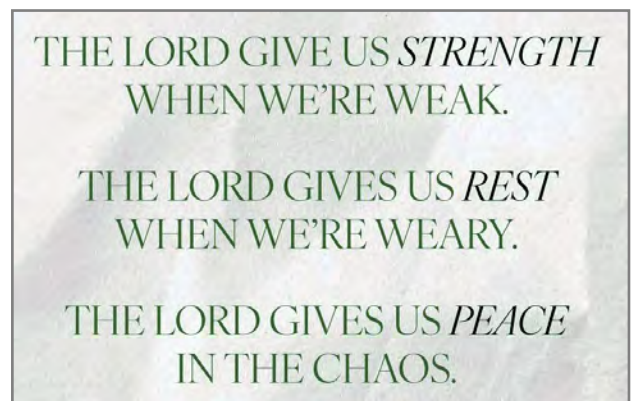 THE LORD GIVE US STRENGTH
WHEN WE'RE WEAK.
THE LORD GIVES US REST
WHEN WE'RE WEARY.
THE LORD GIVES US PEACE
IN THE CHAOS.